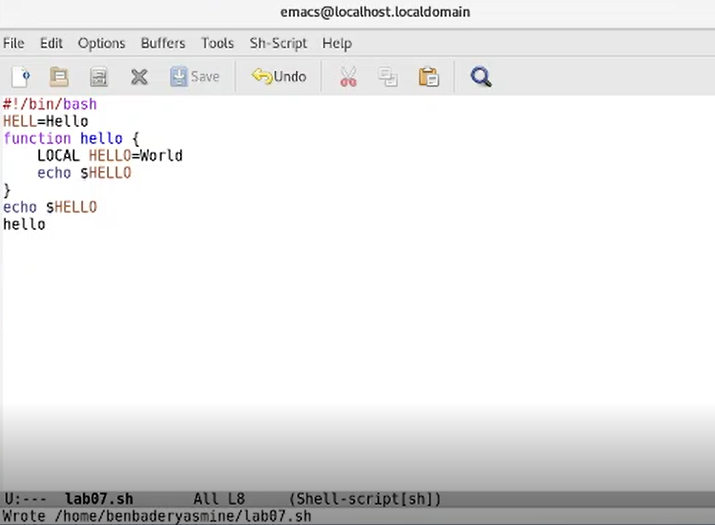 emacs@localhost.localdomain
File Edit Options Buffers Tools Sh-Script Help
Save Undo
#!/bin/bash
HELL=Hello
function hello {
    LOCAL HELLO=World
    echo $HELLO
}
echo $HELLO
hello
U:---  lab07.sh       All L8     (Shell-script[sh])
Wrote /home/benbaderyasmine/lab07.sh